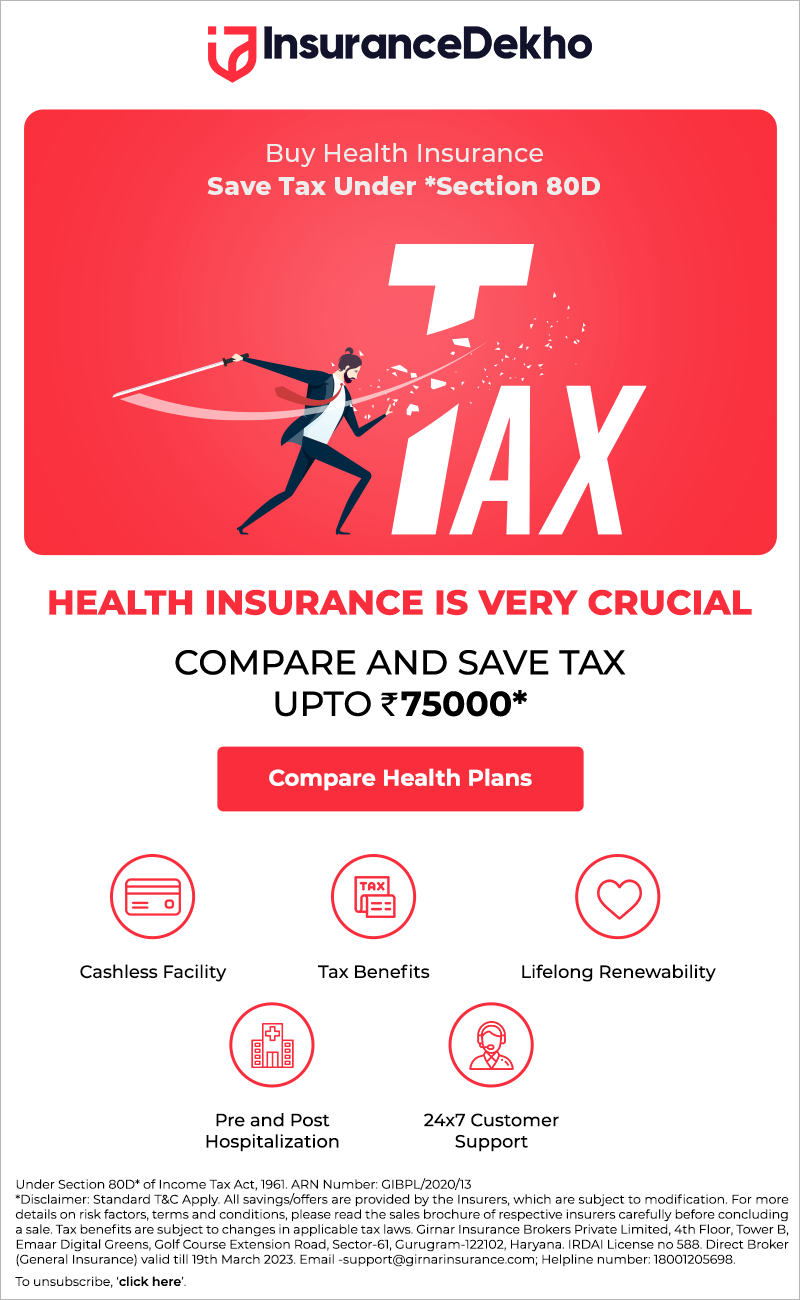 InsuranceDekho
Buy Health Insurance
Save Tax Under *Section 80D
TAX
HEALTH INSURANCE IS VERY CRUCIAL
COMPARE AND SAVE TAX
UPTO ₹75000*
Compare Health Plans
TAX
Cashless Facility
Tax Benefits
Lifelong Renewability
Pre and Post
Hospitalization
24x7 Customer
Support
Under Section 80D* of Income Tax Act, 1961. ARN Number: GIBPL/2020/13
*Disclaimer: Standard T&C Apply. All savings/offers are provided by the Insurers, which are subject to modification. For more
details on risk factors, terms and conditions, please read the sales brochure of respective insurers carefully before concluding
a sale. Tax benefits are subject to changes in applicable tax laws. Girnar Insurance Brokers Private Limited, 4th Floor, Tower B,
Emaar Digital Greens, Golf Course Extension Road, Sector-61, Gurugram-122102, Haryana. IRDAI License no 588. Direct Broker
(General Insurance) valid till 19th March 2023. Email -support@girnarinsurance.com; Helpline number: 18001205698.
To unsubscribe, 'click here'.